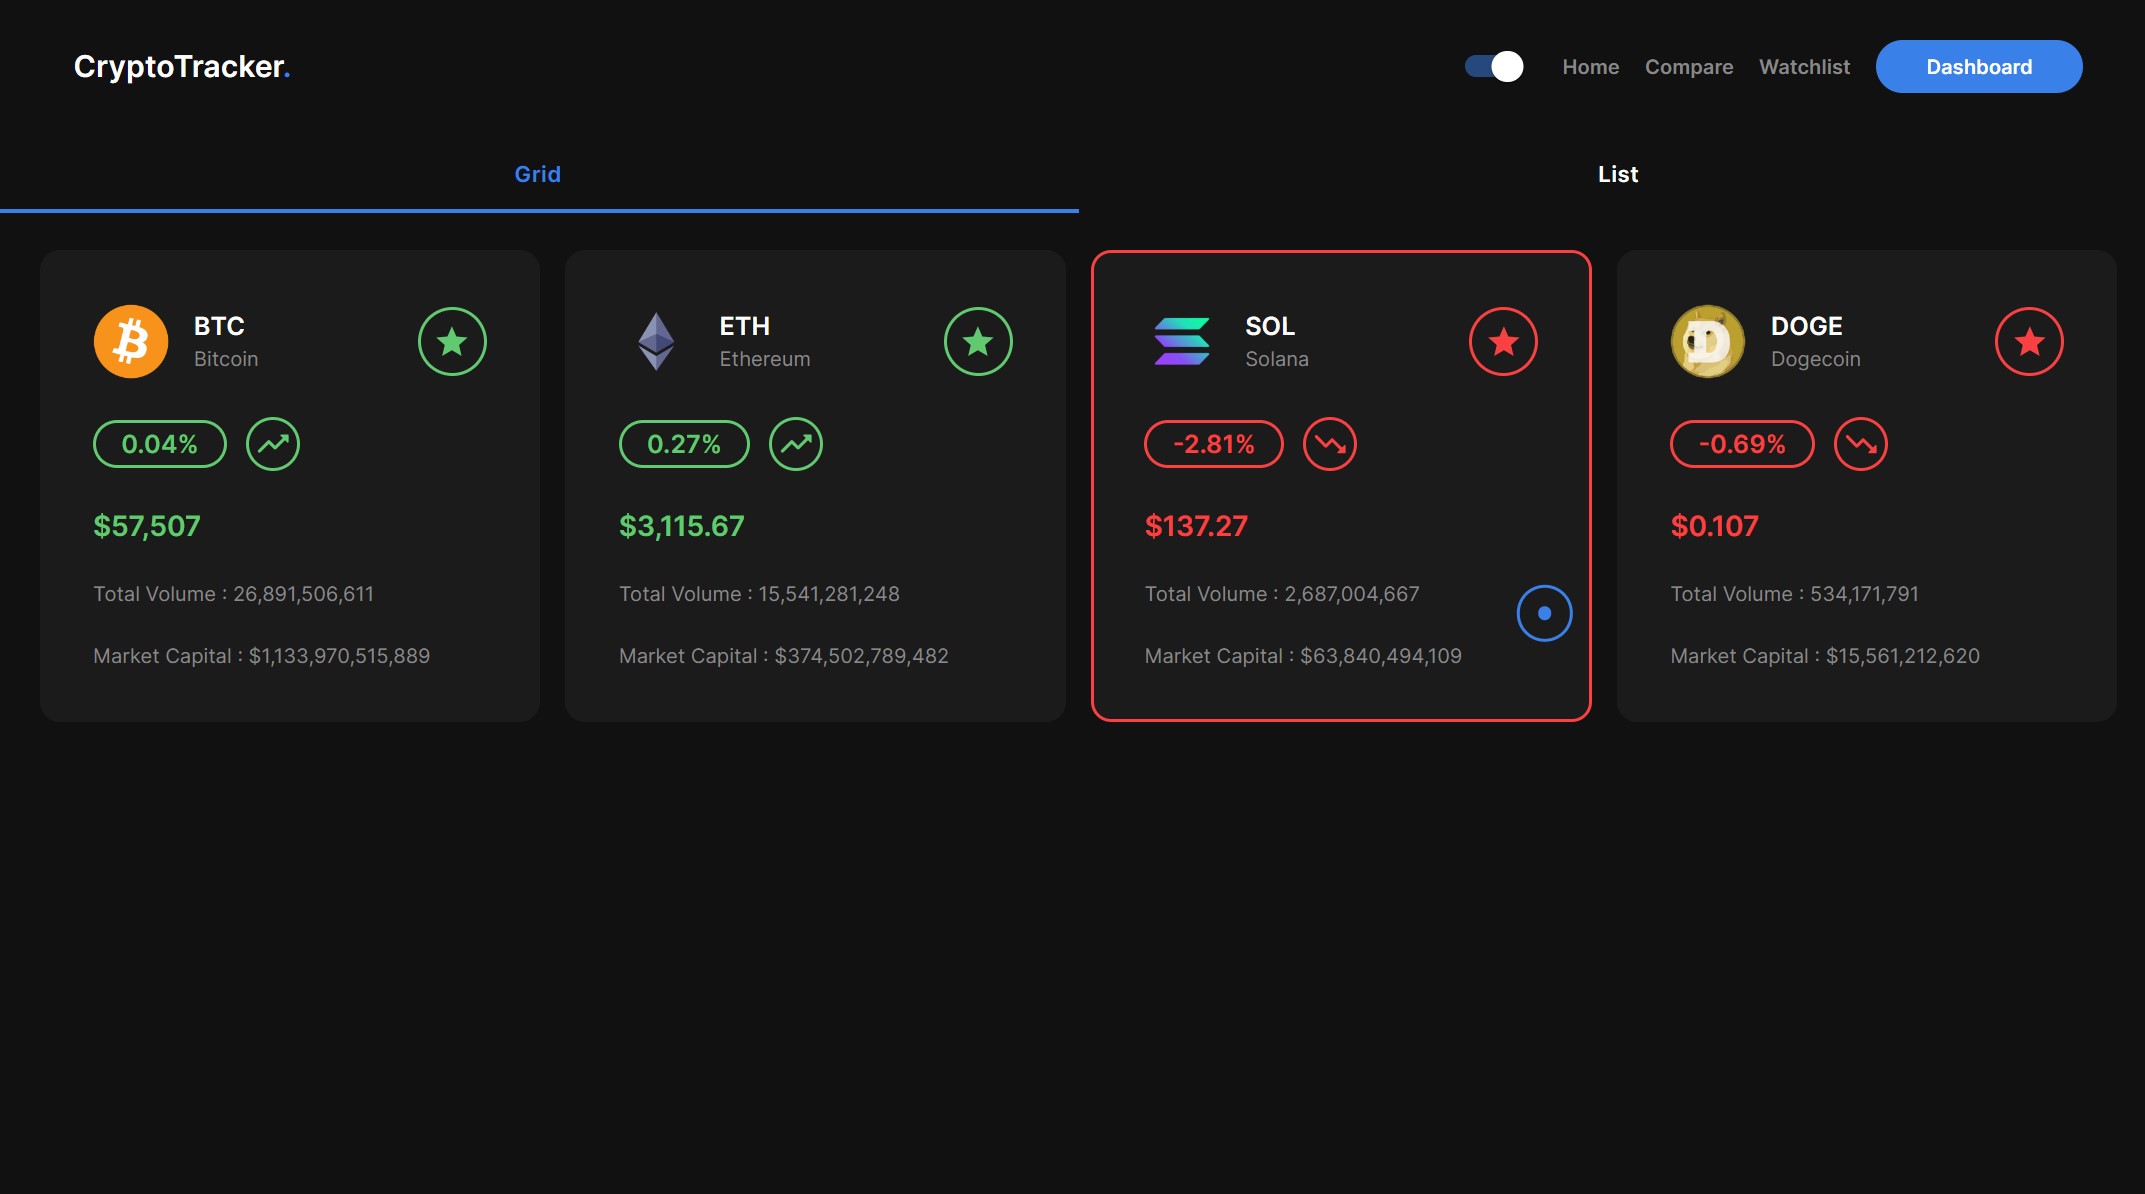 CryptoTracker.
Home Compare Watchlist Dashboard
Grid List
BTC
Bitcoin
0.04%
$57,507
Total Volume : 26,891,506,611
Market Capital : $1,133,970,515,889
ETH
Ethereum
0.27%
$3,115.67
Total Volume : 15,541,281,248
Market Capital : $374,502,789,482
SOL
Solana
-2.81%
$137.27
Total Volume : 2,687,004,667
Market Capital : $63,840,494,109
DOGE
Dogecoin
-0.69%
$0.107
Total Volume : 534,171,791
Market Capital : $15,561,212,620